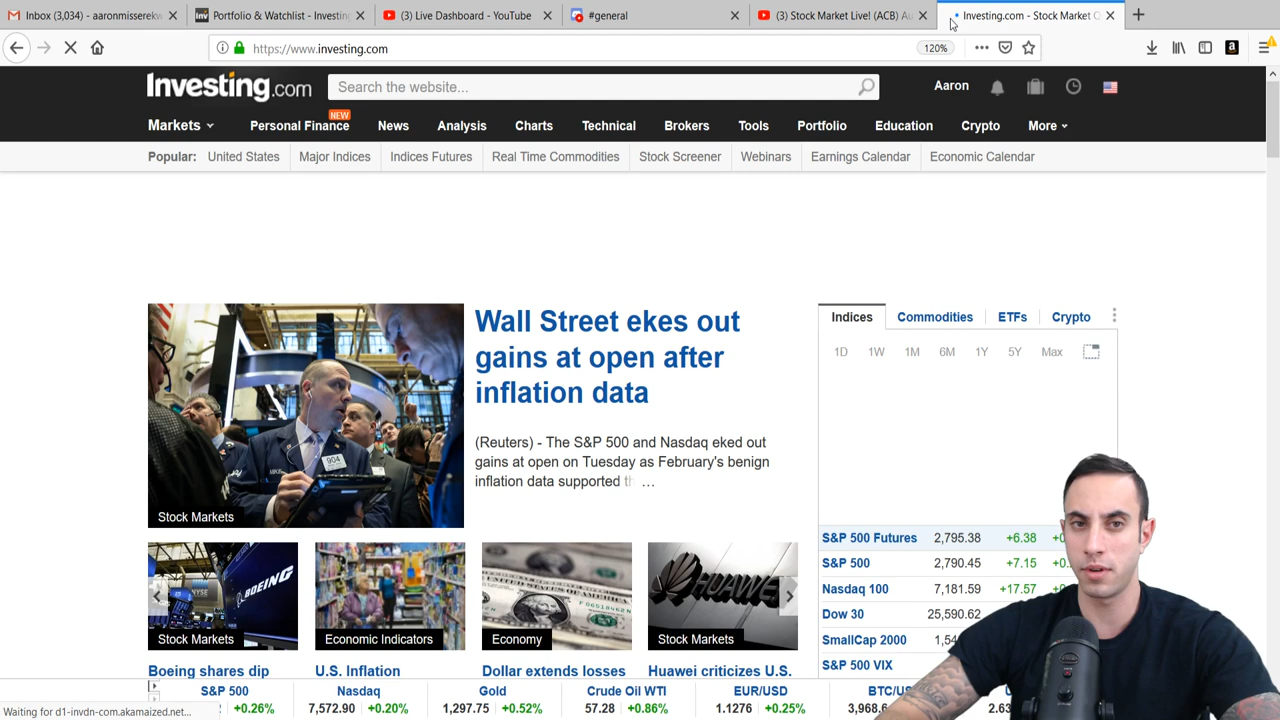 Inbox (3,034) - aaronmisserekw
Portfolio & Watchlist - Investing
(3) Live Dashboard - YouTube
#general
(3) Stock Market Live! (ACB) Au
Investing.com - Stock Market Q
https://www.investing.com
120%
Investing.com
Search the website...
Aaron
NEW
Markets
Personal Finance
News
Analysis
Charts
Technical
Brokers
Tools
Portfolio
Education
Crypto
More
Popular:
United States
Major Indices
Indices Futures
Real Time Commodities
Stock Screener
Webinars
Earnings Calendar
Economic Calendar
Wall Street ekes out
gains at open after
inflation data
(Reuters) - The S&P 500 and Nasdaq eked out
gains at open on Tuesday as February's benign
inflation data supported ...
904
Stock Markets
Indices
Commodities
ETFs
Crypto
1D 1W 1M 6M 1Y 5Y Max
S&P 500 Futures 2,795.38 +6.38
S&P 500 2,790.45 +7.15
Nasdaq 100 7,181.59 +17.57
Dow 30 25,590.62
SmallCap 2000
S&P 500 VIX
BOEING
NYSE
Stock Markets
Economic Indicators
Economy
HUAWEI
Stock Markets
Boeing shares dip
U.S. Inflation
Dollar extends losses
Huawei criticizes U.S.
S&P 500
Nasdaq
Gold
Crude Oil WTI
EUR/USD
+0.26%
7,572.90 +0.20%
1,297.75 +0.52%
57.28 +0.86%
1.1276 +0.25%
Waiting for d1-invdn-com.akamaized.net...